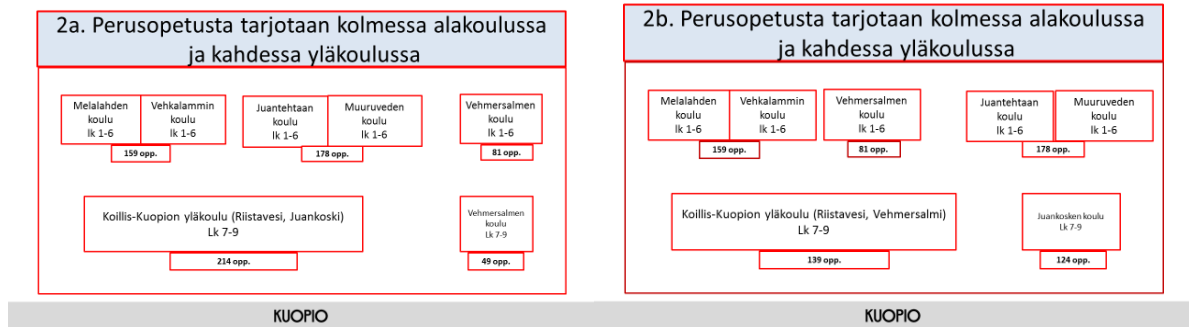 2a. Perusopetusta tarjotaan kolmessa alakoulussa
ja kahdessa yläkoulussa
Melalahden
koulu
lk 1-6
Vehkalammin
koulu
lk 1-6
159 opp.
Juantehtaan
koulu
lk 1-6
Muuruveden
koulu
lk 1-6
178 opp.
Vehmersalmen
koulu
lk 1-6
81 opp.
Koillis-Kuopion yläkoulu (Riistavesi, Juankoski)
Lk 7-9
214 opp.
Vehmersalmen
koulu
Lk 7-9
49 opp.
KUOPIO
2b. Perusopetusta tarjotaan kolmessa alakoulussa
ja kahdessa yläkoulussa
Melalahden
koulu
lk 1-6
Vehkalammin
koulu
lk 1-6
159 opp.
Vehmersalmen
koulu
lk 1-6
81 opp.
Juantehtaan
koulu
lk 1-6
Muuruveden
koulu
lk 1-6
178 opp.
Koillis-Kuopion yläkoulu (Riistavesi, Vehmersalmi)
Lk 7-9
139 opp.
Juankosken koulu
Lk 7-9
124 opp.
KUOPIO